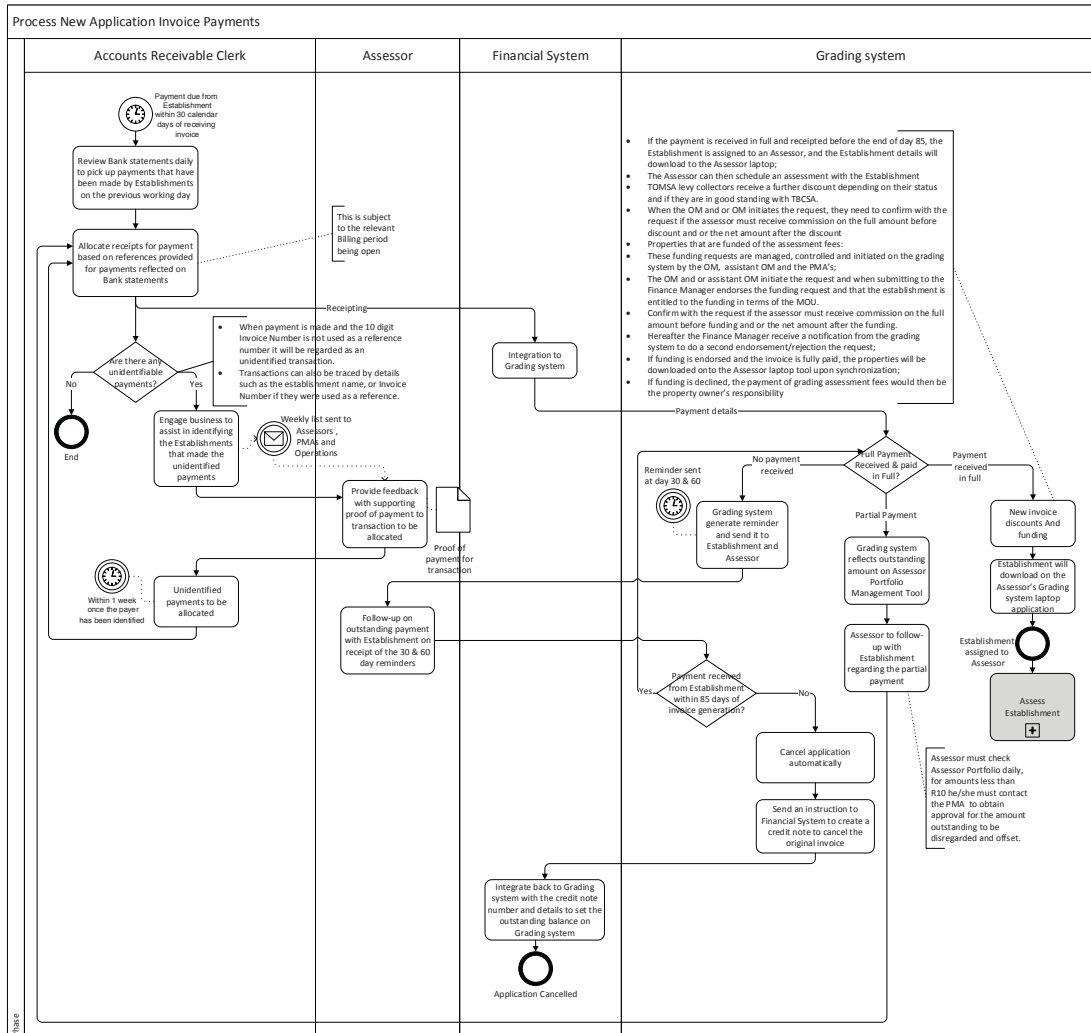 Process New Application Invoice Payments
Accounts Receivable Clerk
Assessor
Financial System
Grading system
Payment due from
Establishment
within 30 calendar
days of receiving
invoice
Review Bank statements daily
to pick up payments that have
been made by Establishments
on the previous working day
Allocate receipts for payment
based on references provided
for payments reflected on
Bank statements
This is subject
to the relevant
Billing period
being open
Receipting
• When payment is made and the 10 digit
Invoice Number is not used as a reference
number it will be regarded as an
unidentified transaction.
• Transactions can also be traced by details
such as the establishment name, or Invoice
Number if they were used as a reference.
Are there any
unidentifiable
payments?
No
Yes
End
Engage business to
assist in identifying
the Establishments
that made the
unidentified
payments
Weekly list sent to
Assessors ,
PMAs and
Operations
Provide feedback
with supporting
proof of payment to
transaction to be
allocated
Proof of
payment for
transaction
Within 1 week
once the payer
has been identified
Unidentified
payments to be
allocated
Follow-up on
outstanding payment
with Establishment on
receipt of the 30 & 60
day reminders
Integration to
Grading system
Payment details
• If the payment is received in full and receipted before the end of day 85, the
Establishment is assigned to an Assessor, and the Establishment details will
download to the Assessor laptop;
• The Assessor can then schedule an assessment with the Establishment
• TOMSA levy collectors receive a further discount depending on their status
and if they are in good standing with TBCSA.
• When the OM and or OM initiates the request, they need to confirm with the
request if the assessor must receive commission on the full amount before
discount and or the net amount after the discount
• Properties that are funded of the assessment fees:
• These funding requests are managed, controlled and initiated on the grading
system by the OM, assistant OM and the PMA's;
• The OM and or assistant OM initiate the request and when submitting to the
Finance Manager endorses the funding request and that the establishment is
entitled to the funding in terms of the MOU.
• Confirm with the request if the assessor must receive commission on the full
amount before funding and or the net amount after the funding.
• Hereafter the Finance Manager receive a notification from the grading
system to do a second endorsement/rejection the request;
• If funding is endorsed and the invoice is fully paid, the properties will be
downloaded onto the Assessor laptop tool upon synchronization;
• If funding is declined, the payment of grading assessment fees would then be
the property owner's responsibility
Full Payment
Received & paid
in Full?
No payment
received
Payment
received
in full
Partial Payment
Reminder sent
at day 30 & 60
Grading system
generate reminder
and send it to
Establishment and
Assessor
Grading system
reflects outstanding
amount on Assessor
Portfolio
Management Tool
Assessor to follow-
up with
Establishment
regarding the partial
payment
New invoice
discounts And
funding
Establishment will
download on the
Assessor's Grading
system laptop
application
Establishment
assigned to
Assessor
Assess
Establishment
Payment received
from Establishment
within 85 days of
invoice generation?
Yes
No
Cancel application
automatically
Send an instruction to
Financial System to create a
credit note to cancel the
original invoice
Assessor must check
Assessor Portfolio daily,
for amounts less than
R10 he/she must contact
the PMA to obtain
approval for the amount
outstanding to be
disregarded and offset.
Integrate back to Grading
system with the credit note
number and details to set the
outstanding balance on
Grading system
Application Cancelled